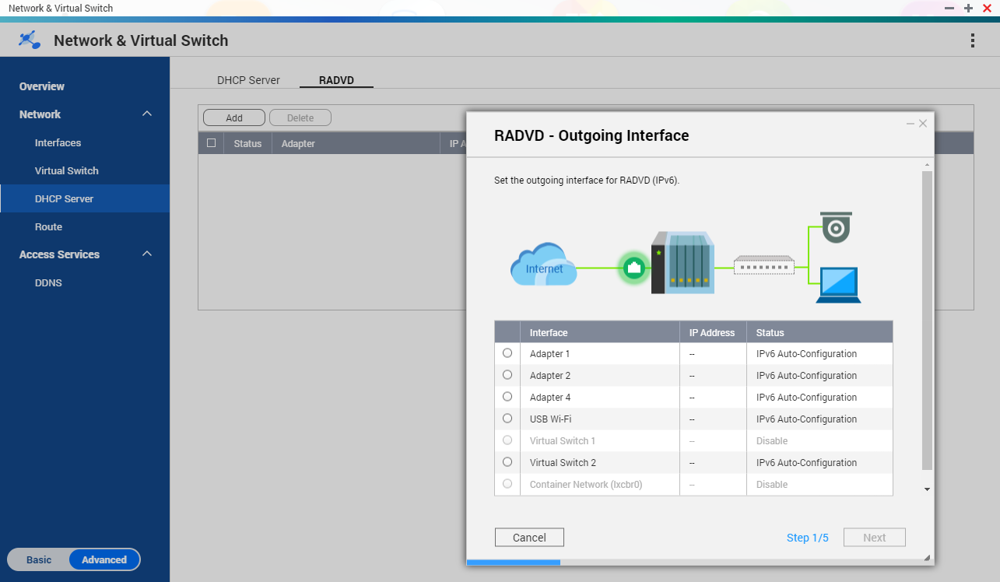 Network & Virtual Switch
Network & Virtual Switch
Overview
Network
Interfaces
Virtual Switch
DHCP Server
Route
Access Services
DDNS
Basic Advanced
DHCP Server RADVD
Add Delete
Status Adapter IP A
RADVD - Outgoing Interface
Set the outgoing interface for RADVD (IPv6).
Internet
Interface IP Address Status
Adapter 1 -- IPv6 Auto-Configuration
Adapter 2 -- IPv6 Auto-Configuration
Adapter 4 -- IPv6 Auto-Configuration
USB Wi-Fi -- IPv6 Auto-Configuration
Virtual Switch 1 -- Disable
Virtual Switch 2 -- IPv6 Auto-Configuration
Container Network (lxcbr0) -- Disable
Cancel Step 1/5 Next